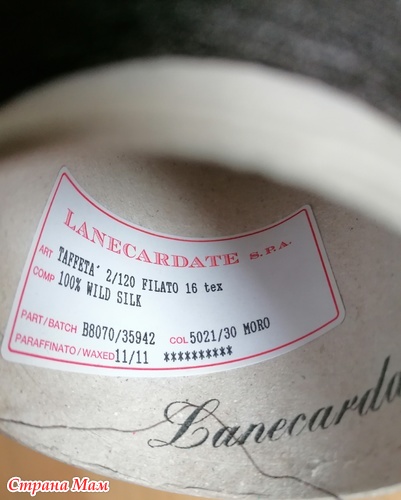 LANECARDATE S.P.A.
ART TAFFETA´ 2/120 FILATO 16 tex
COMP 100% WILD SILK
PART/BATCH B8070/35942 COL 5021/30 MORO
PARAFFINATO/WAXED 11/11 **********
Lanecarda
Страна Мам